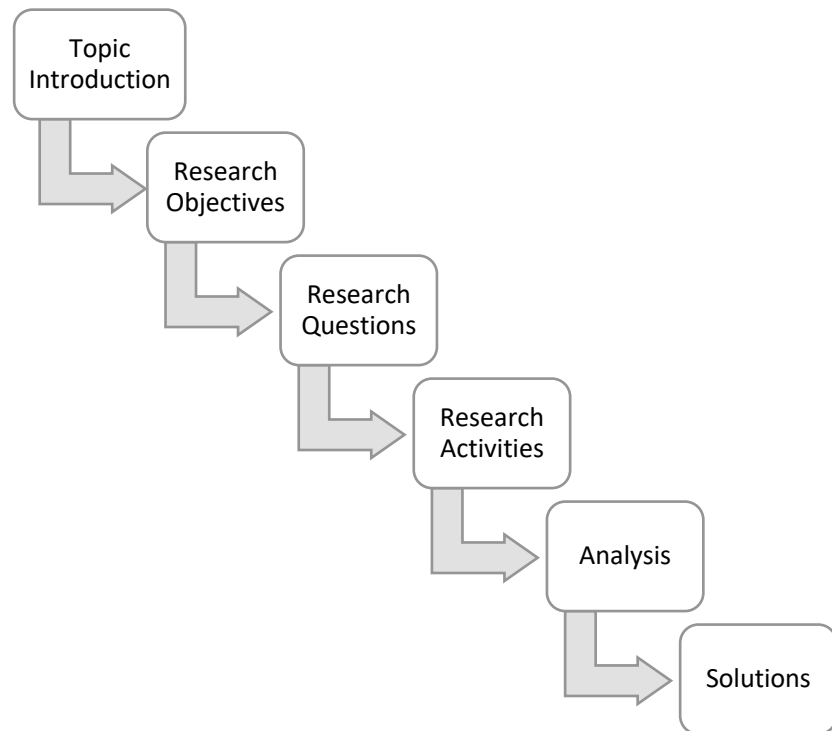 Topic
Introduction
Research
Objectives
Research
Questions
Research
Activities
Analysis
Solutions